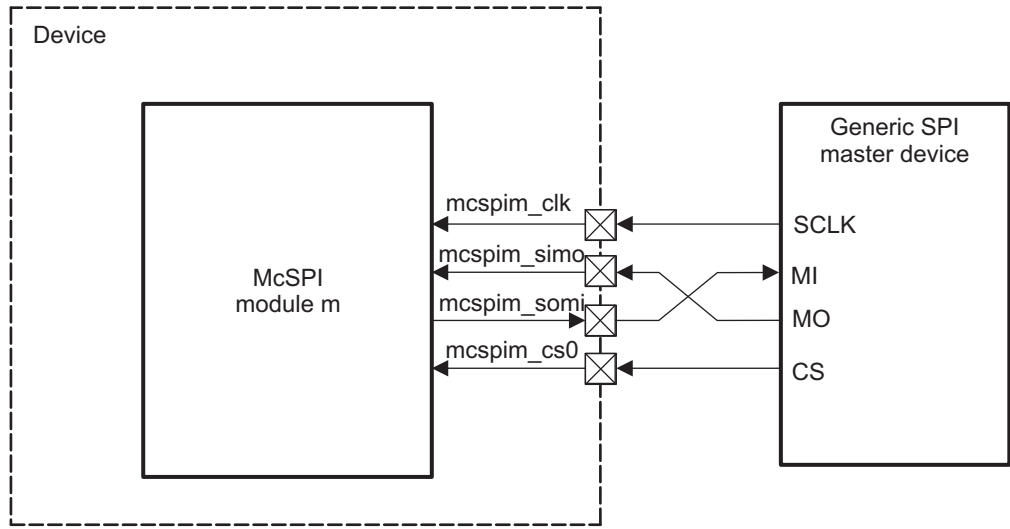 Device
McSPI
module m
mcspim_clk
mcspim_simo
mcspim_somi
mcspim_cs0
Generic SPI
master device
SCLK
MI
MO
CS